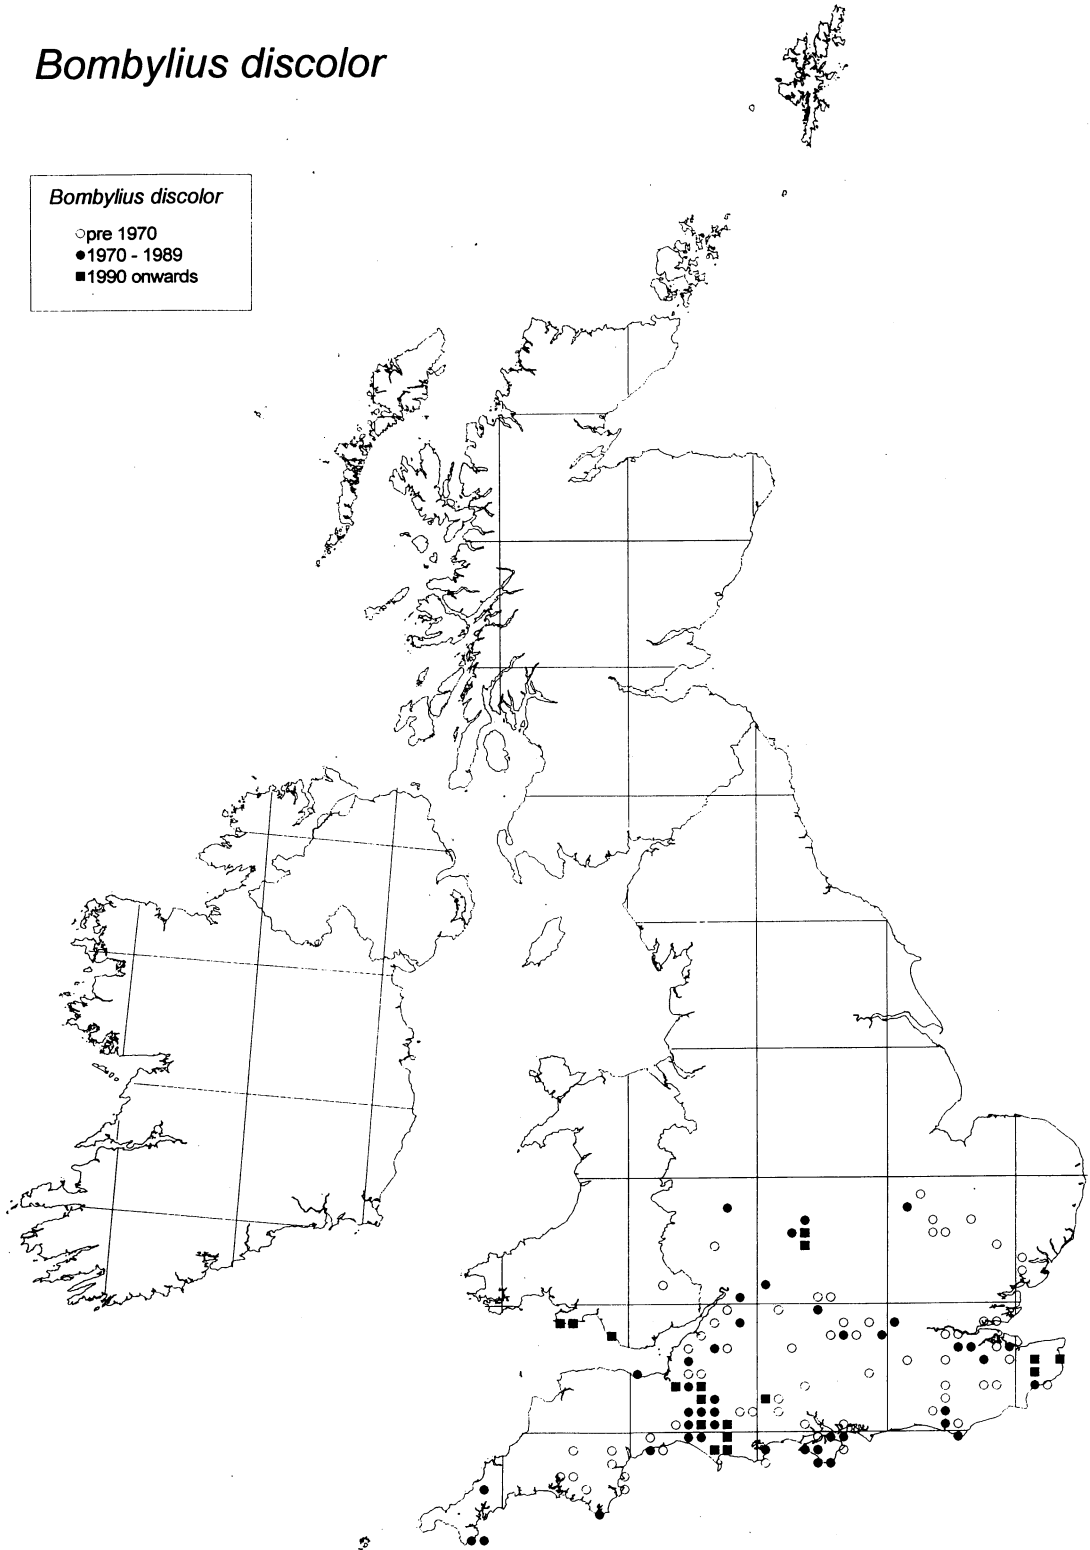 Bombylius discolor
Bombylius discolor
○pre 1970
●1970 - 1989
■1990 onwards